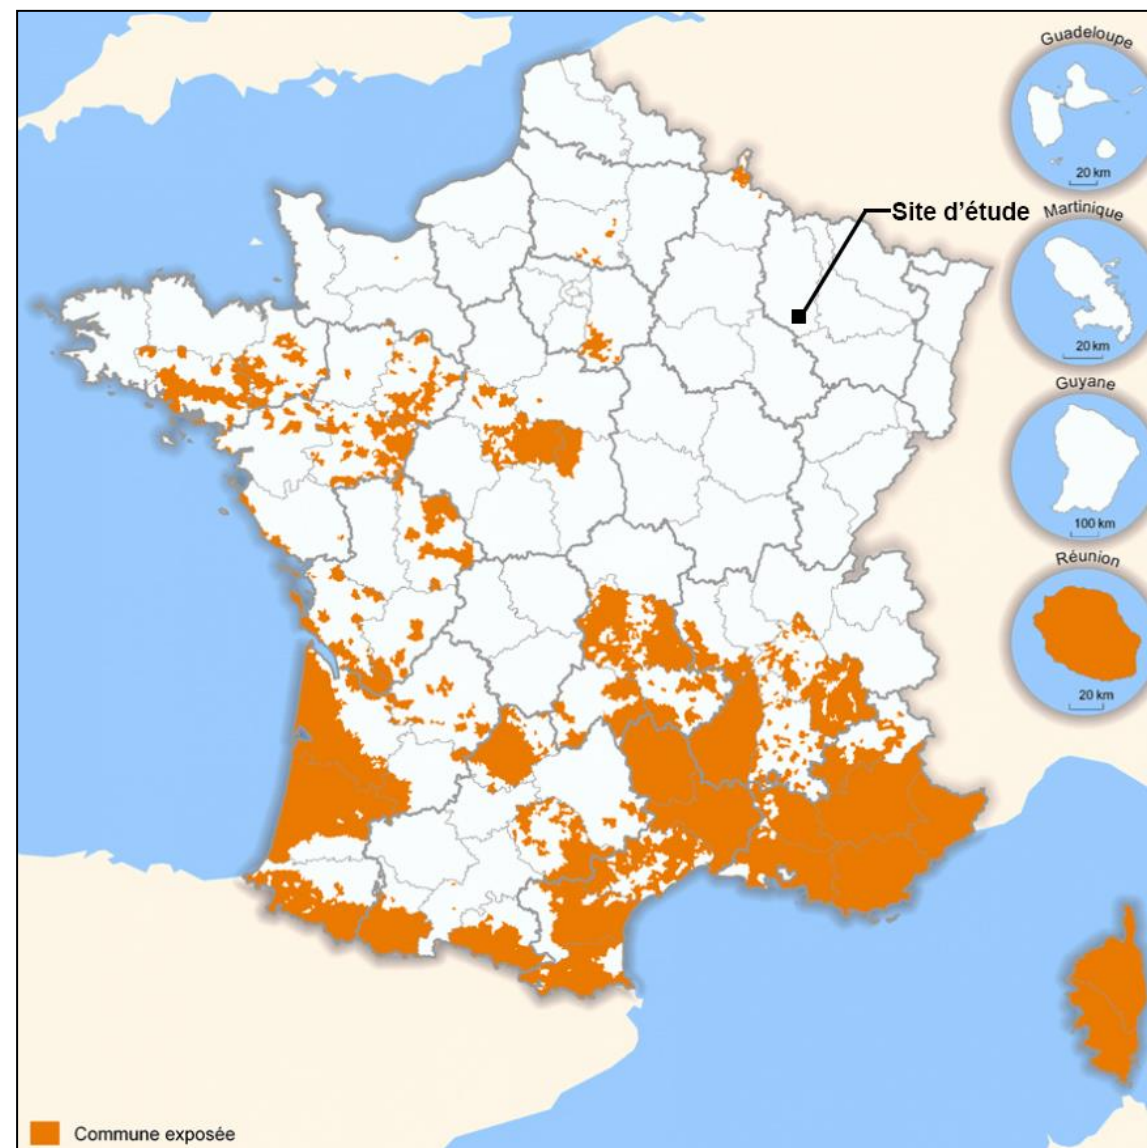 Guadeloupe
20 km
Site d'étude
Martinique
20 km
Guyane
100 km
Réunion
20 km
Commune exposée